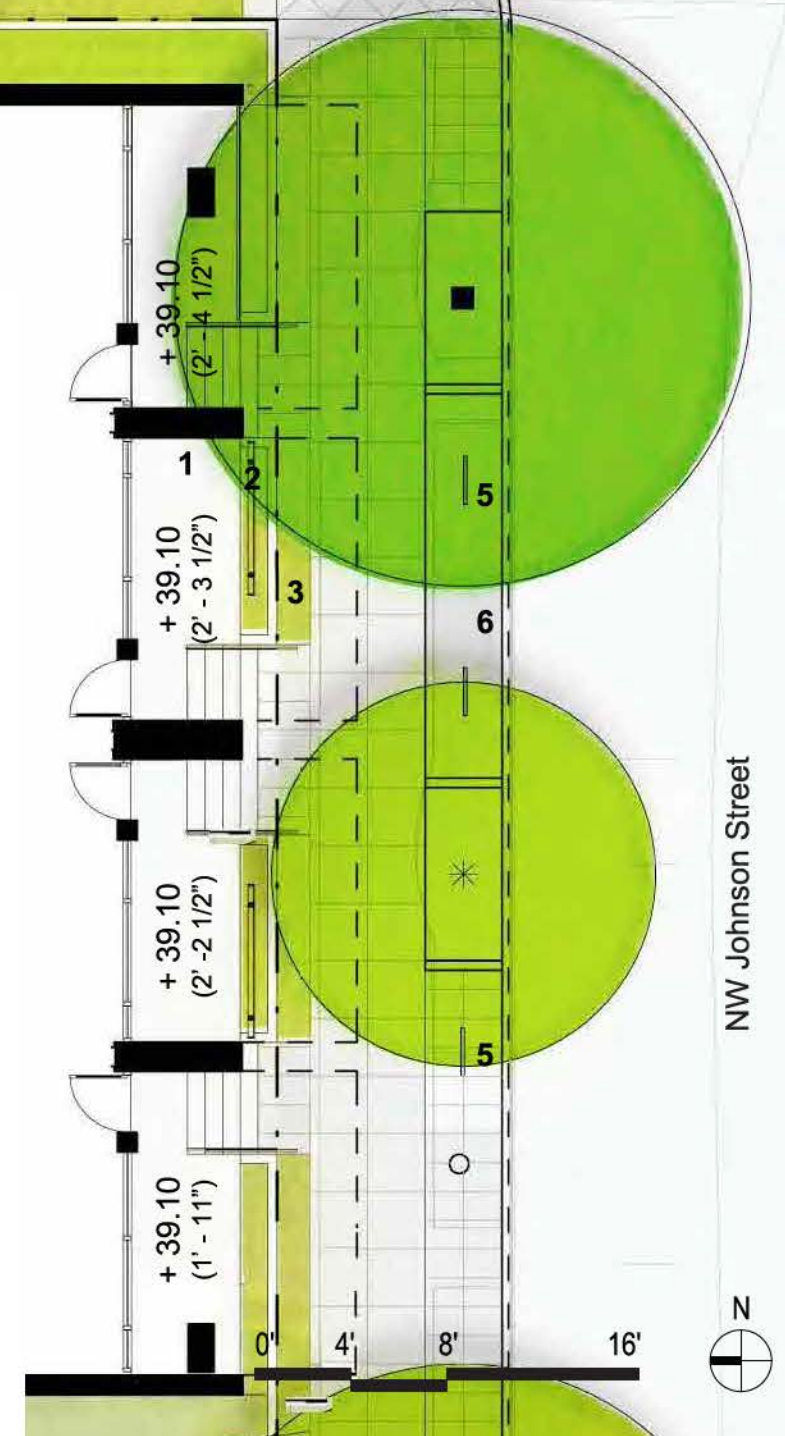 + 39.10
(2' - 4 1/2")
1
2
5
+ 39.10
(2' - 3 1/2")
3
6
NW Johnson Street
+ 39.10
(2' -2 1/2")
5
+ 39.10
(1' - 11")
0' 4' 8' 16'
N